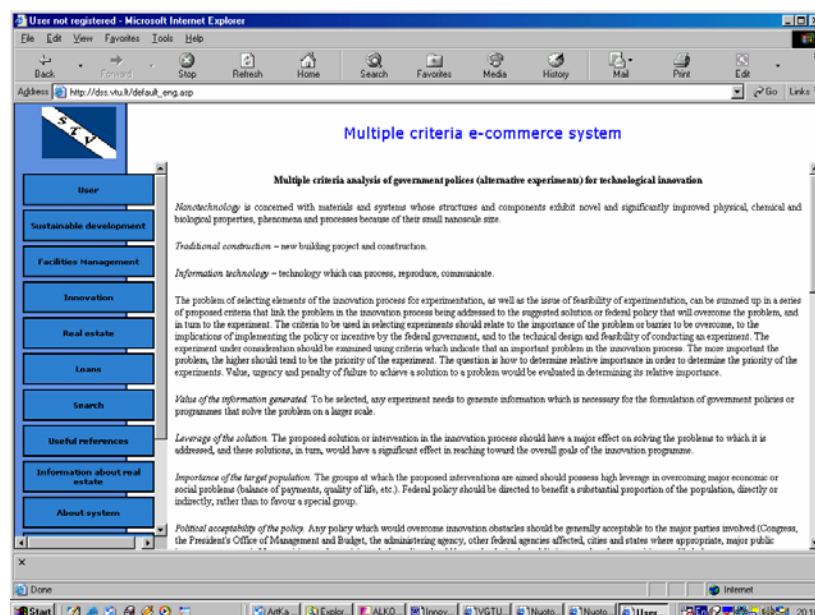 User not registered - Microsoft Internet Explorer
File Edit View Favorites Tools Help
Back Forward Stop Refresh Home Search Favorites Media History Mail Print Edit
Address http://dss.vtu.lt/default_eng.asp Go Links
STV
Multiple criteria e-commerce system
User
Sustainable development
Facilities Management
Innovation
Real estate
Loans
Search
Useful references
Information about real
estate
About system
Multiple criteria analysis of government polices (alternative experiments) for technological innovation
Nanotechnology is concerned with materials and systems whose structures and components exhibit novel and significantly improved physical, chemical and
biological properties, phenomena and processes because of their small nanoscale size.
Traditional construction – new building project and construction.
Information technology – technology which can process, reproduce, communicate.
The problem of selecting elements of the innovation process for experimentation, as well as the issue of feasibility of experimentation, can be summed up in a series
of proposed criteria that link the problem in the innovation process being addressed to the suggested solution or federal policy that will overcome the problem, and
in turn to the experiment. The criteria to be used in selecting experiments should relate to the importance of the problem or barrier to be overcome, to the
implications of implementing the policy or incentive by the federal government, and to the technical design and feasibility of conducting an experiment. The
experiment under consideration should be examined using criteria which indicate that an important problem in the innovation process. The more important the
problem, the higher should tend to be the priority of the experiment. The question is how to determine relative importance in order to determine the priority of the
experiments. Value, urgency and penalty of failure to achieve a solution to a problem would be evaluated in determining its relative importance.
Value of the information generated. To be selected, any experiment needs to generate information which is necessary for the formulation of government policies or
programmes that solve the problem on a larger scale.
Leverage of the solution. The proposed solution or intervention in the innovation process should have a major effect on solving the problems to which it is
addressed, and these solutions, in turn, would have a significant effect in reaching toward the overall goals of the innovation programme.
Importance of the target population. The groups at which the proposed interventions are aimed should possess high leverage in overcoming major economic or
social problems (balance of payments, quality of life, etc.). Federal policy should be directed to benefit a substantial proportion of the population, directly or
indirectly, rather than to favour a special group.
Political acceptability of the policy. Any policy which would overcome innovation obstacles should be generally acceptable to the major parties involved (Congress,
the President's Office of Management and Budget, the administering agency, other federal agencies affected, cities and states where appropriate, major public
Done Internet
Start ArtKa... Explor... ALKO... Innov... VGTU... Nuoto... Nuoto... User...